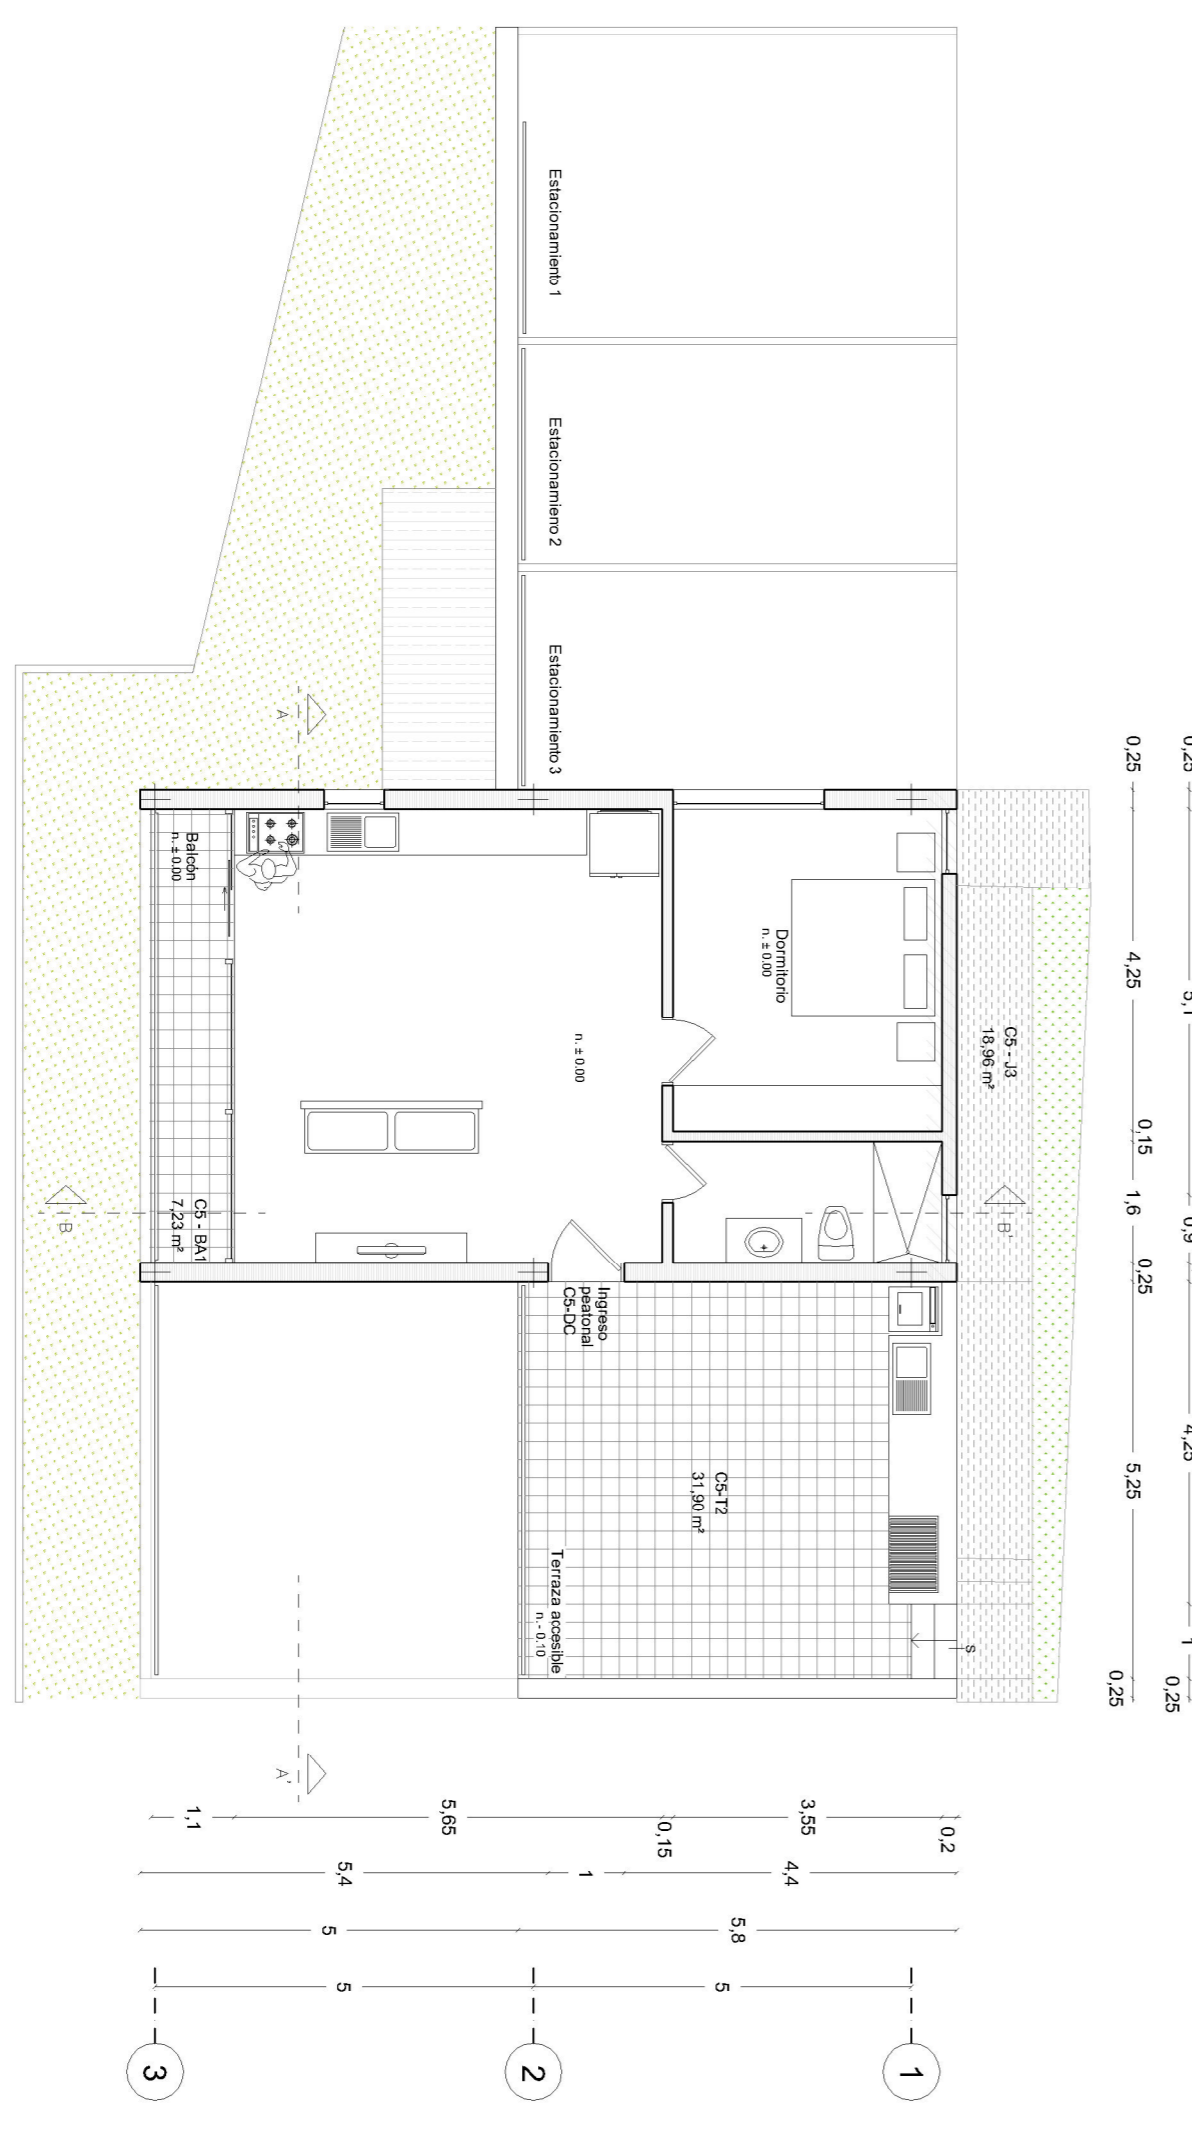 Estacionamiento 1
Estacionamiento 2
Estacionamiento 3
A
Balcón
n. ± 0.00
Dormitorio
n. ± 0.00
n. ± 0.00
C5 - J3
18,96 m²
C5 - BA1
7,23 m²
B
B'
Ingreso
peatonal
C5-DC
C5-T2
31,90 m²
Terraza accesible
n.- 0.10
S
A'
0,25
4,25
0,15
1,6
0,25
5,25
0,25
0,25
5,1
0,9
4,25
1
0,25
1,1
5,65
0,15
3,55
0,2
5,4
1
4,4
5
5,8
5
5
3
2
1